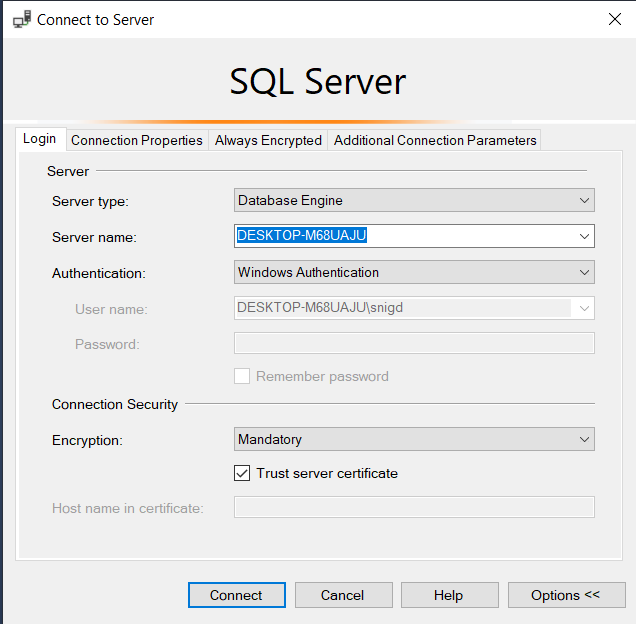 Connect to Server
SQL Server
Login Connection Properties Always Encrypted Additional Connection Parameters
Server
Server type: Database Engine
Server name: DESKTOP-M68UAJU
Authentication: Windows Authentication
User name: DESKTOP-M68UAJU\snigd
Password:
Remember password
Connection Security
Encryption: Mandatory
Trust server certificate
Host name in certificate:
Connect Cancel Help Options <<